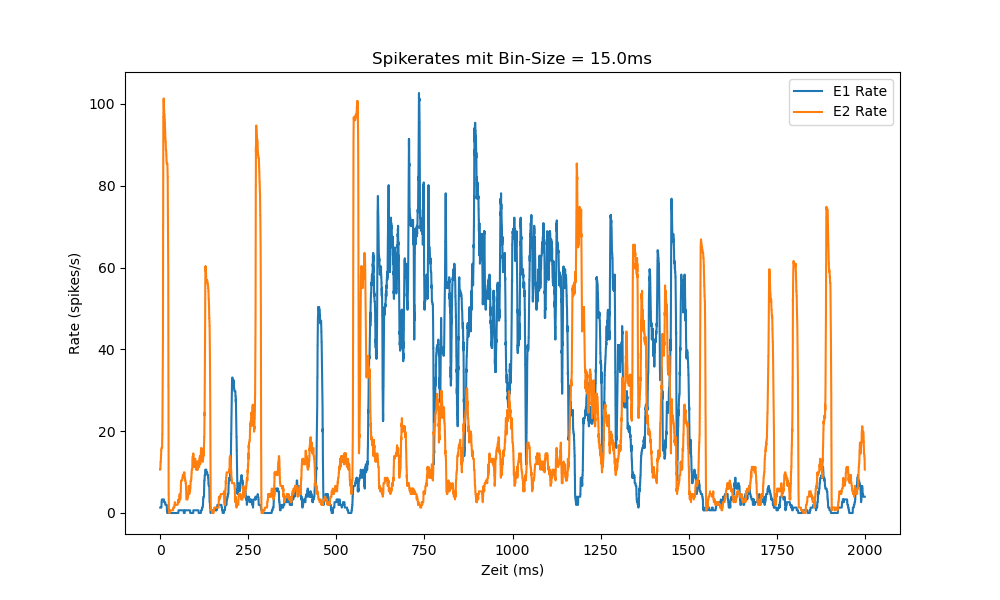 Spikerates mit Bin-Size = 15.0ms
E1 Rate
E2 Rate
Rate (spikes/s)
100
80
60
40
20
0
0 250 500 750 1000 1250 1500 1750 2000
Zeit (ms)